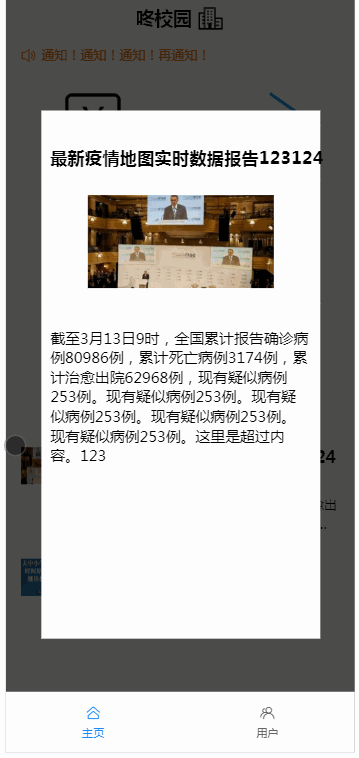 咚校园
通知！通知！通知！再通知！
最新疫情地图实时数据报告123124
截至3月13日9时，全国累计报告确诊病
例80986例，累计死亡病例3174例，累
计治愈出院62968例，现有疑似病例
253例。现有疑似病例253例。现有疑
似病例253例。现有疑似病例253例。
现有疑似病例253例。这里是超过内
容。123
24
出
...
主页
用户